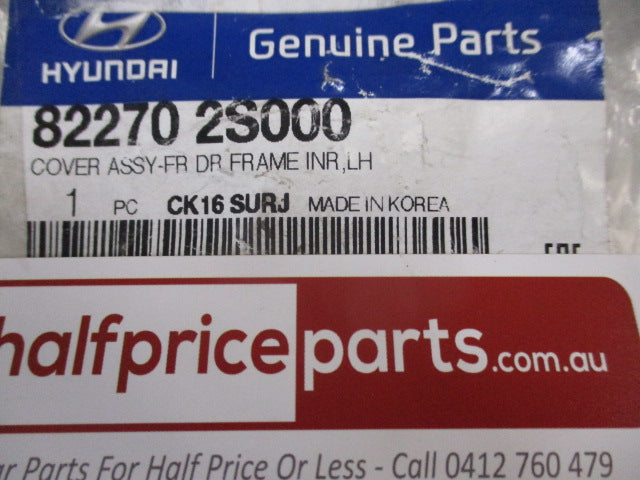 HYUNDAI
Genuine Parts
82270 2S000
COVER ASSY-FR DR FRAME INR,LH
1 PC CK16 SURJ MADE IN KOREA
halfpriceparts.com.au
Parts For Half Price Or Less - Call 0412 760 479